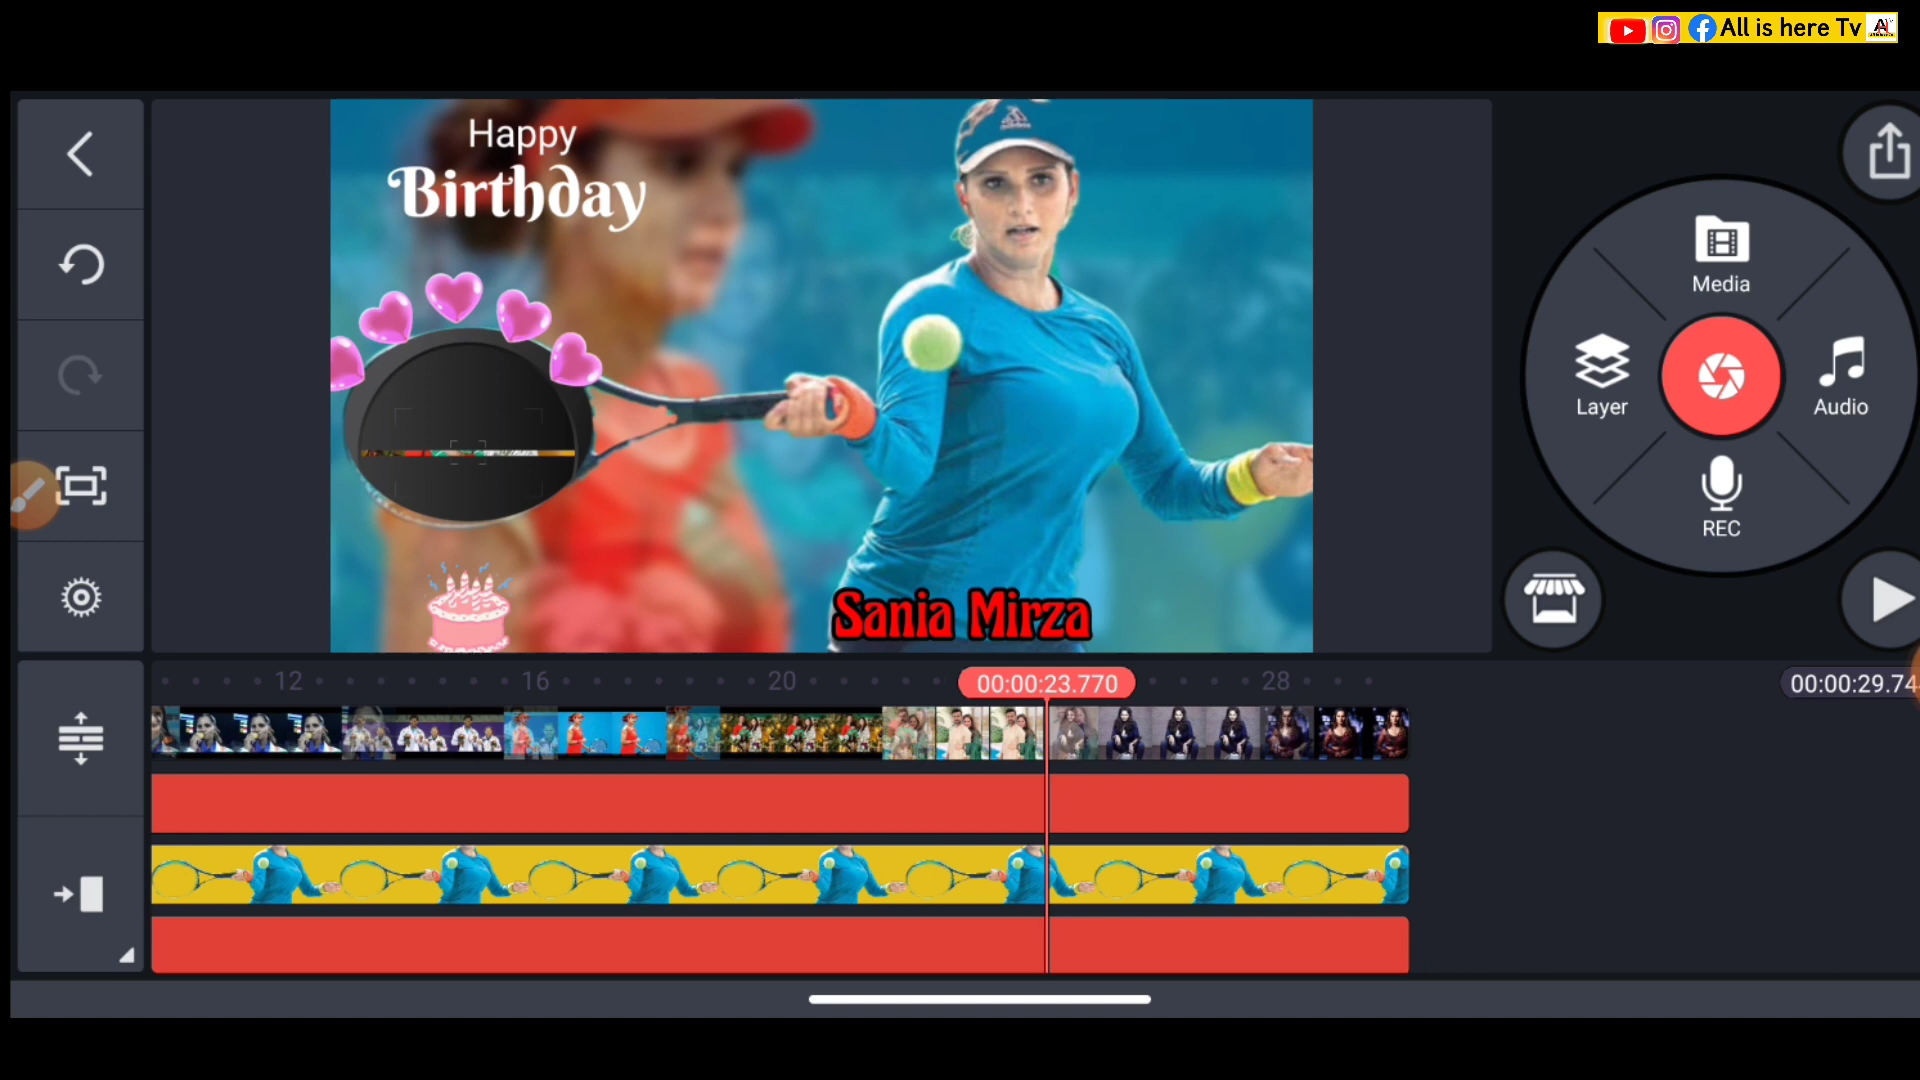 All is here Tv
Happy
Birthday
Media
Layer
Audio
REC
adidas
Sania Mirza
12
16
20
00:00:23.770
28
00:00:29.74